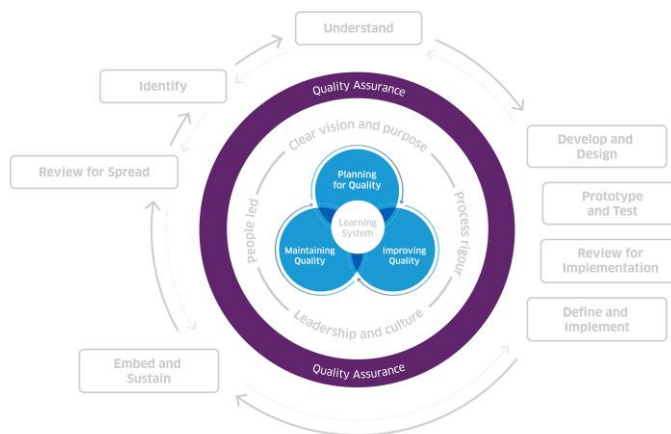 Understand
Identify
Review for Spread
Embed and
Sustain
Develop and
Design
Prototype
and Test
Review for
Implementation
Define and
Implement
Quality Assurance
Clear vision and purpose
People led
Process rigour
Leadership and culture
Planning
for Quality
Learning
System
Maintaining
Quality
Improving
Quality
Quality Assurance